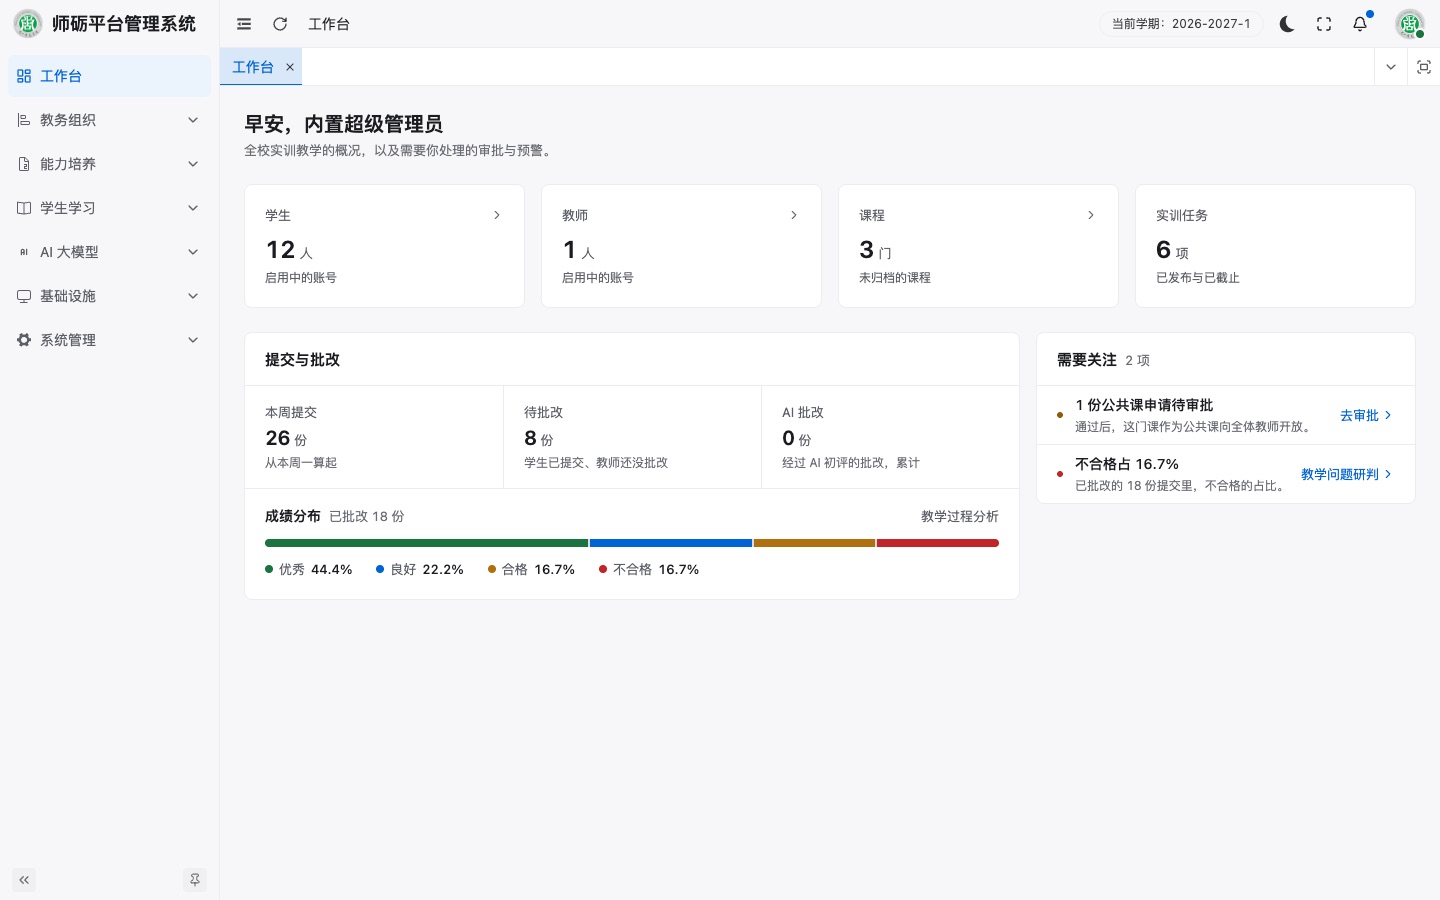 师砺平台管理系统
工作台
当前学期：2026-2027-1
工作台
教务组织
能力培养
学生学习
AI 大模型
基础设施
系统管理
工作台
早安，内置超级管理员
全校实训教学的概况，以及需要你处理的审批与预警。
学生
12 人
启用中的账号
教师
1 人
启用中的账号
课程
3 门
未归档的课程
实训任务
6 项
已发布与已截止
提交与批改
本周提交
26 份
从本周一算起
待批改
8 份
学生已提交、教师还没批改
AI 批改
0 份
经过 AI 初评的批改，累计
成绩分布 已批改 18 份
教学过程分析
优秀 44.4% 良好 22.2% 合格 16.7% 不合格 16.7%
需要关注 2 项
1 份公共课申请待审批
通过后，这门课作为公共课向全体教师开放。
去审批
不合格占 16.7%
已批改的 18 份提交里，不合格的占比。
教学问题研判